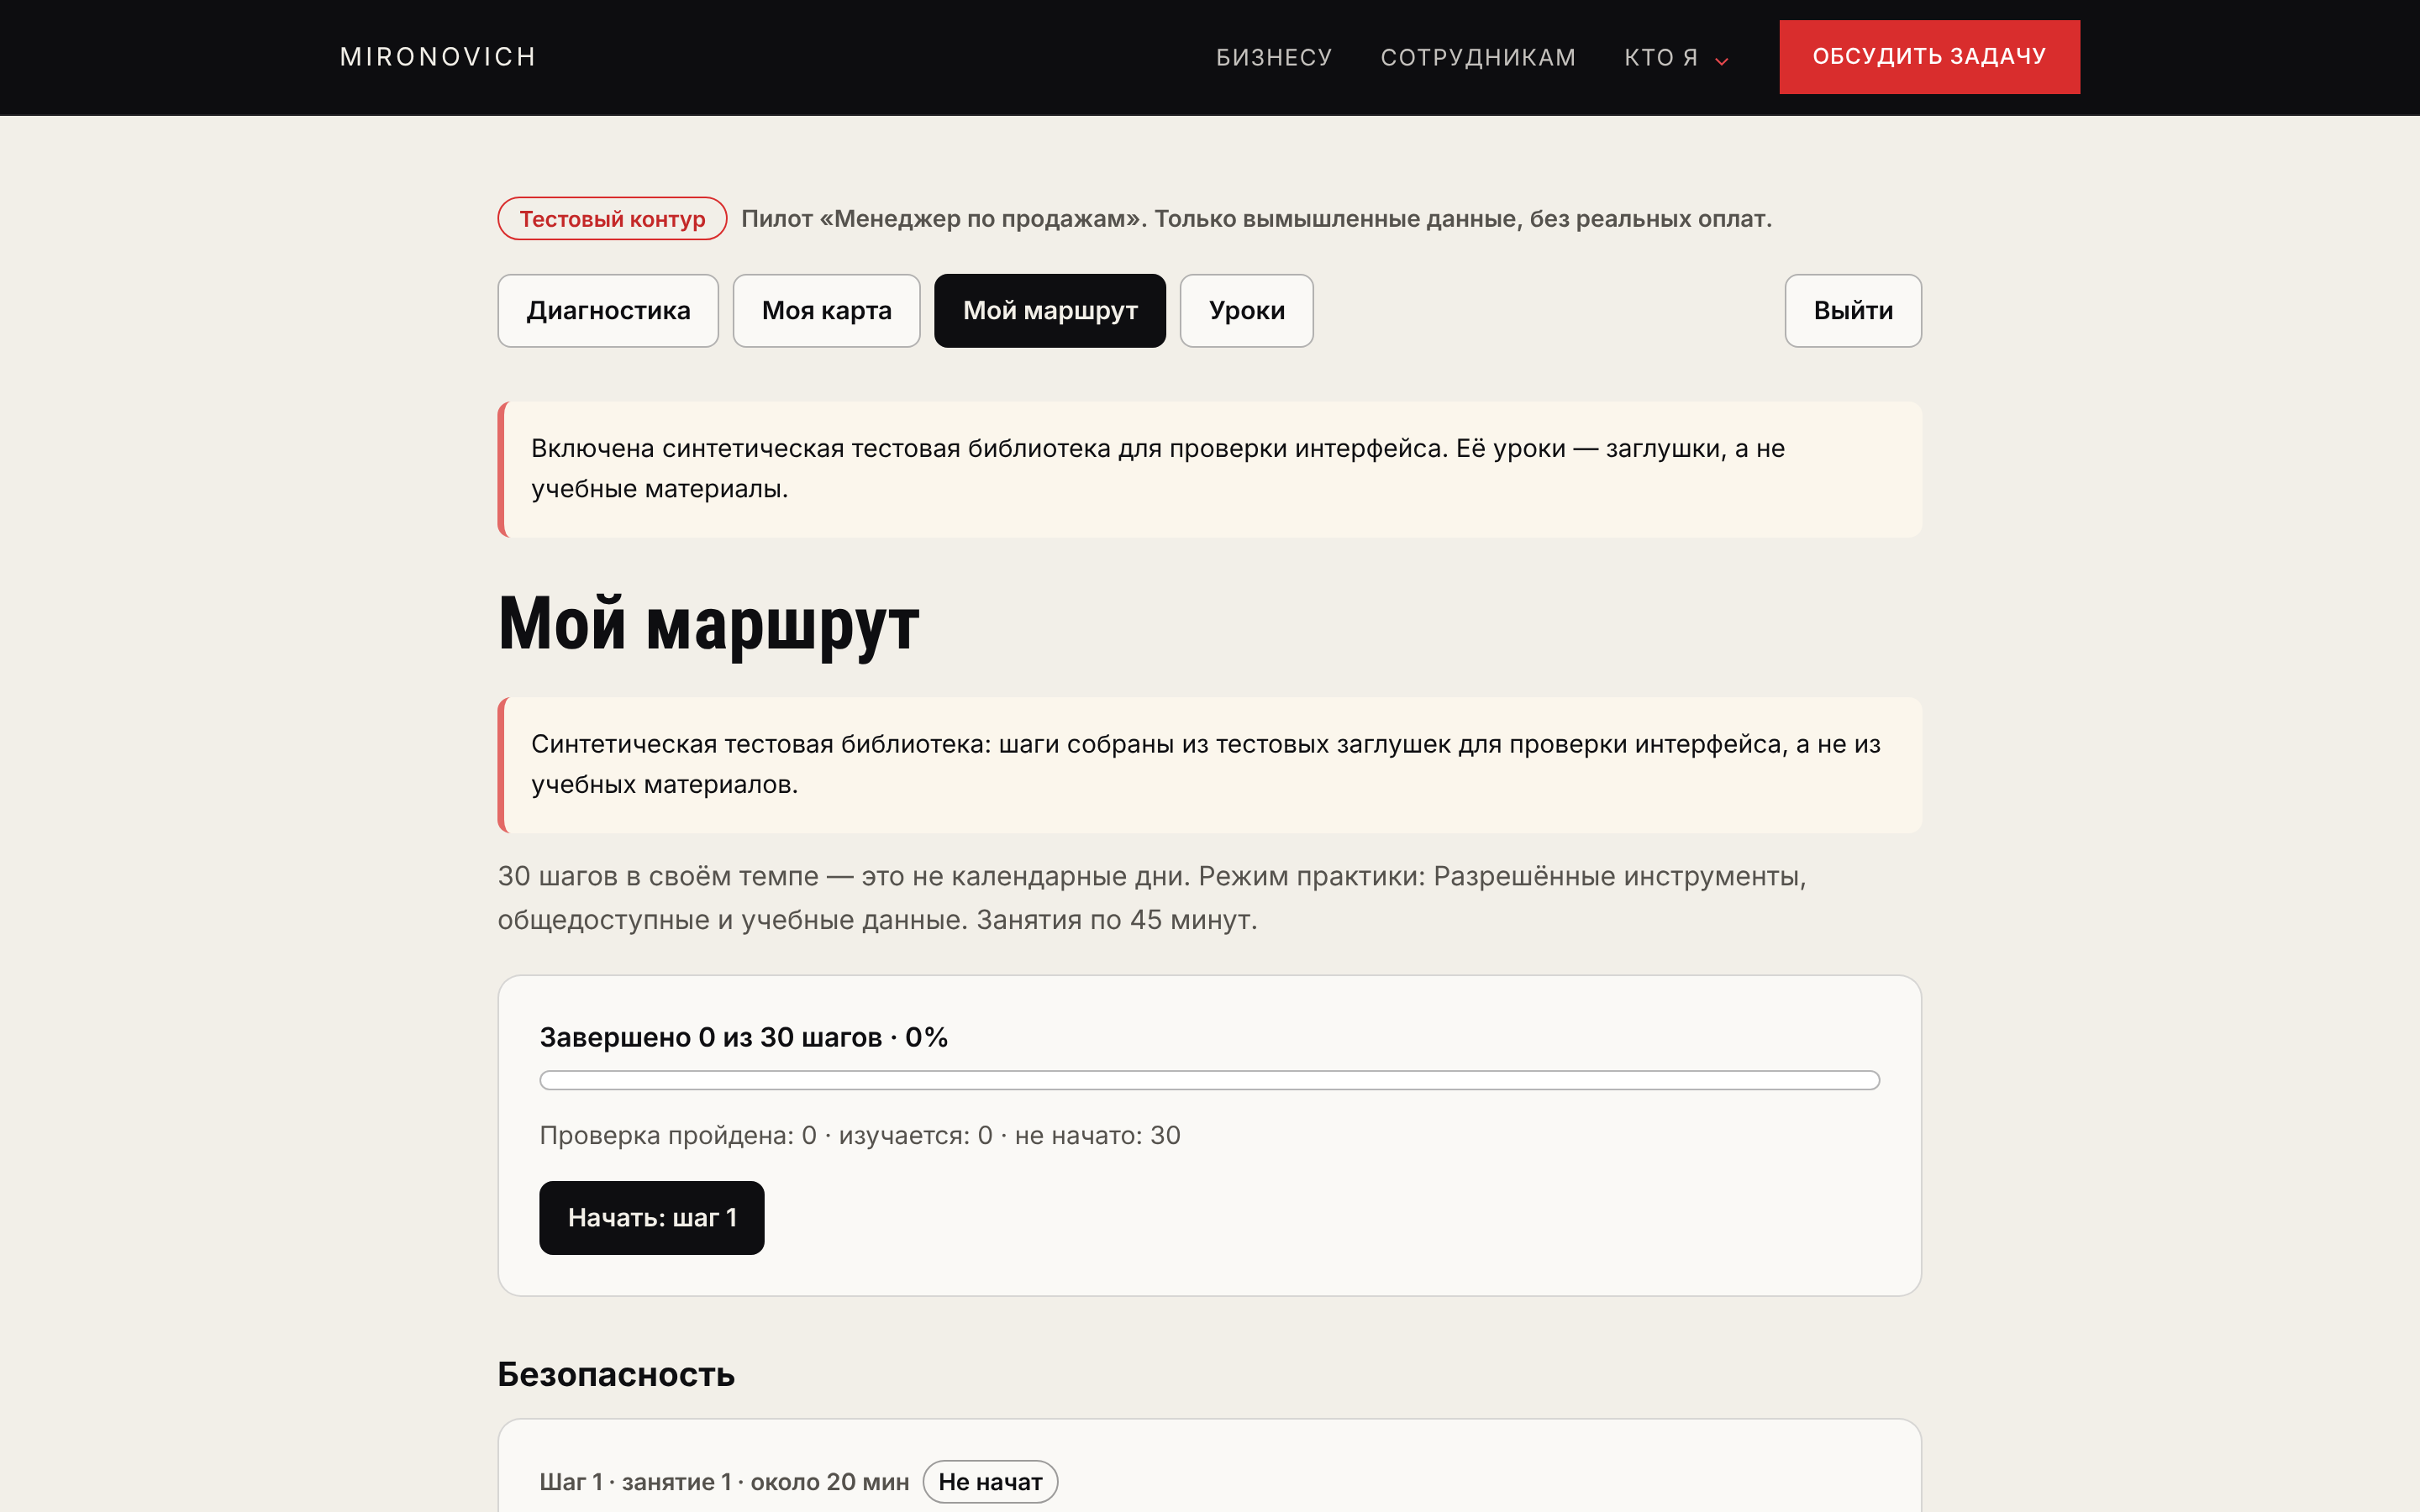 MIRONOVICH
БИЗНЕСУ
СОТРУДНИКАМ
КТО Я
ОБСУДИТЬ ЗАДАЧУ
Тестовый контур
Пилот «Менеджер по продажам». Только вымышленные данные, без реальных оплат.
Диагностика
Моя карта
Мой маршрут
Уроки
Выйти
Включена синтетическая тестовая библиотека для проверки интерфейса. Её уроки — заглушки, а не
учебные материалы.
Мой маршрут
Синтетическая тестовая библиотека: шаги собраны из тестовых заглушек для проверки интерфейса, а не из
учебных материалов.
30 шагов в своём темпе — это не календарные дни. Режим практики: Разрешённые инструменты,
общедоступные и учебные данные. Занятия по 45 минут.
Завершено 0 из 30 шагов · 0%
Проверка пройдена: 0 · изучается: 0 · не начато: 30
Начать: шаг 1
Безопасность
Шаг 1 · занятие 1 · около 20 мин
Не начат